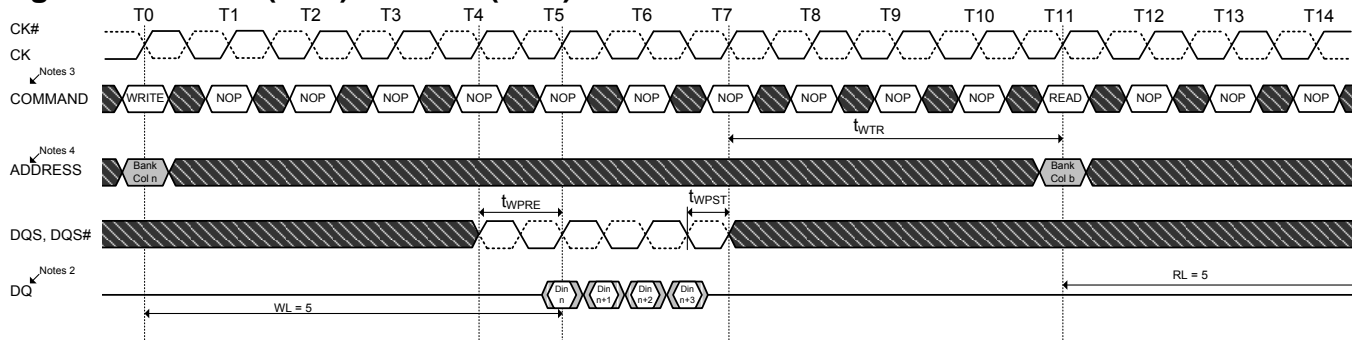 T0 T1 T2 T3 T4 T5 T6 T7 T8 T9 T10 T11 T12 T13 T14
CK#
CK
Notes 3
COMMAND WRITE NOP NOP NOP NOP NOP NOP NOP NOP NOP NOP READ NOP NOP NOP
tWTR
Notes 4
ADDRESS Bank Col n Bank Col b
tWPRE tWPST
DQS, DQS#
Notes 2
DQ Din n Din n+1 Din n+2 Din n+3
RL = 5
WL = 5